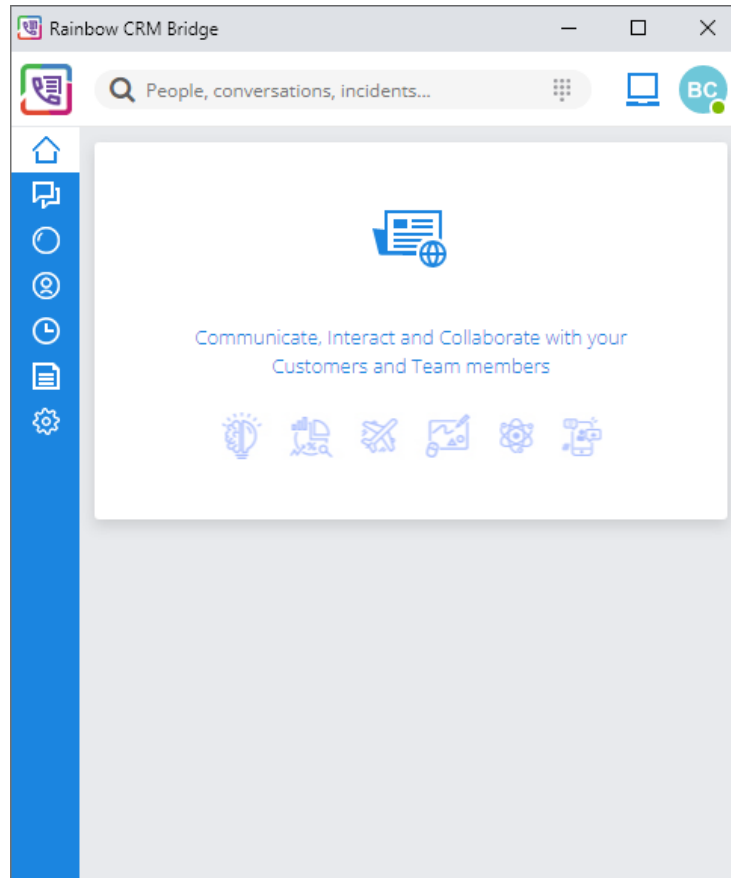 Rainbow CRM Bridge
People, conversations, incidents...
BC
Communicate, Interact and Collaborate with your
Customers and Team members